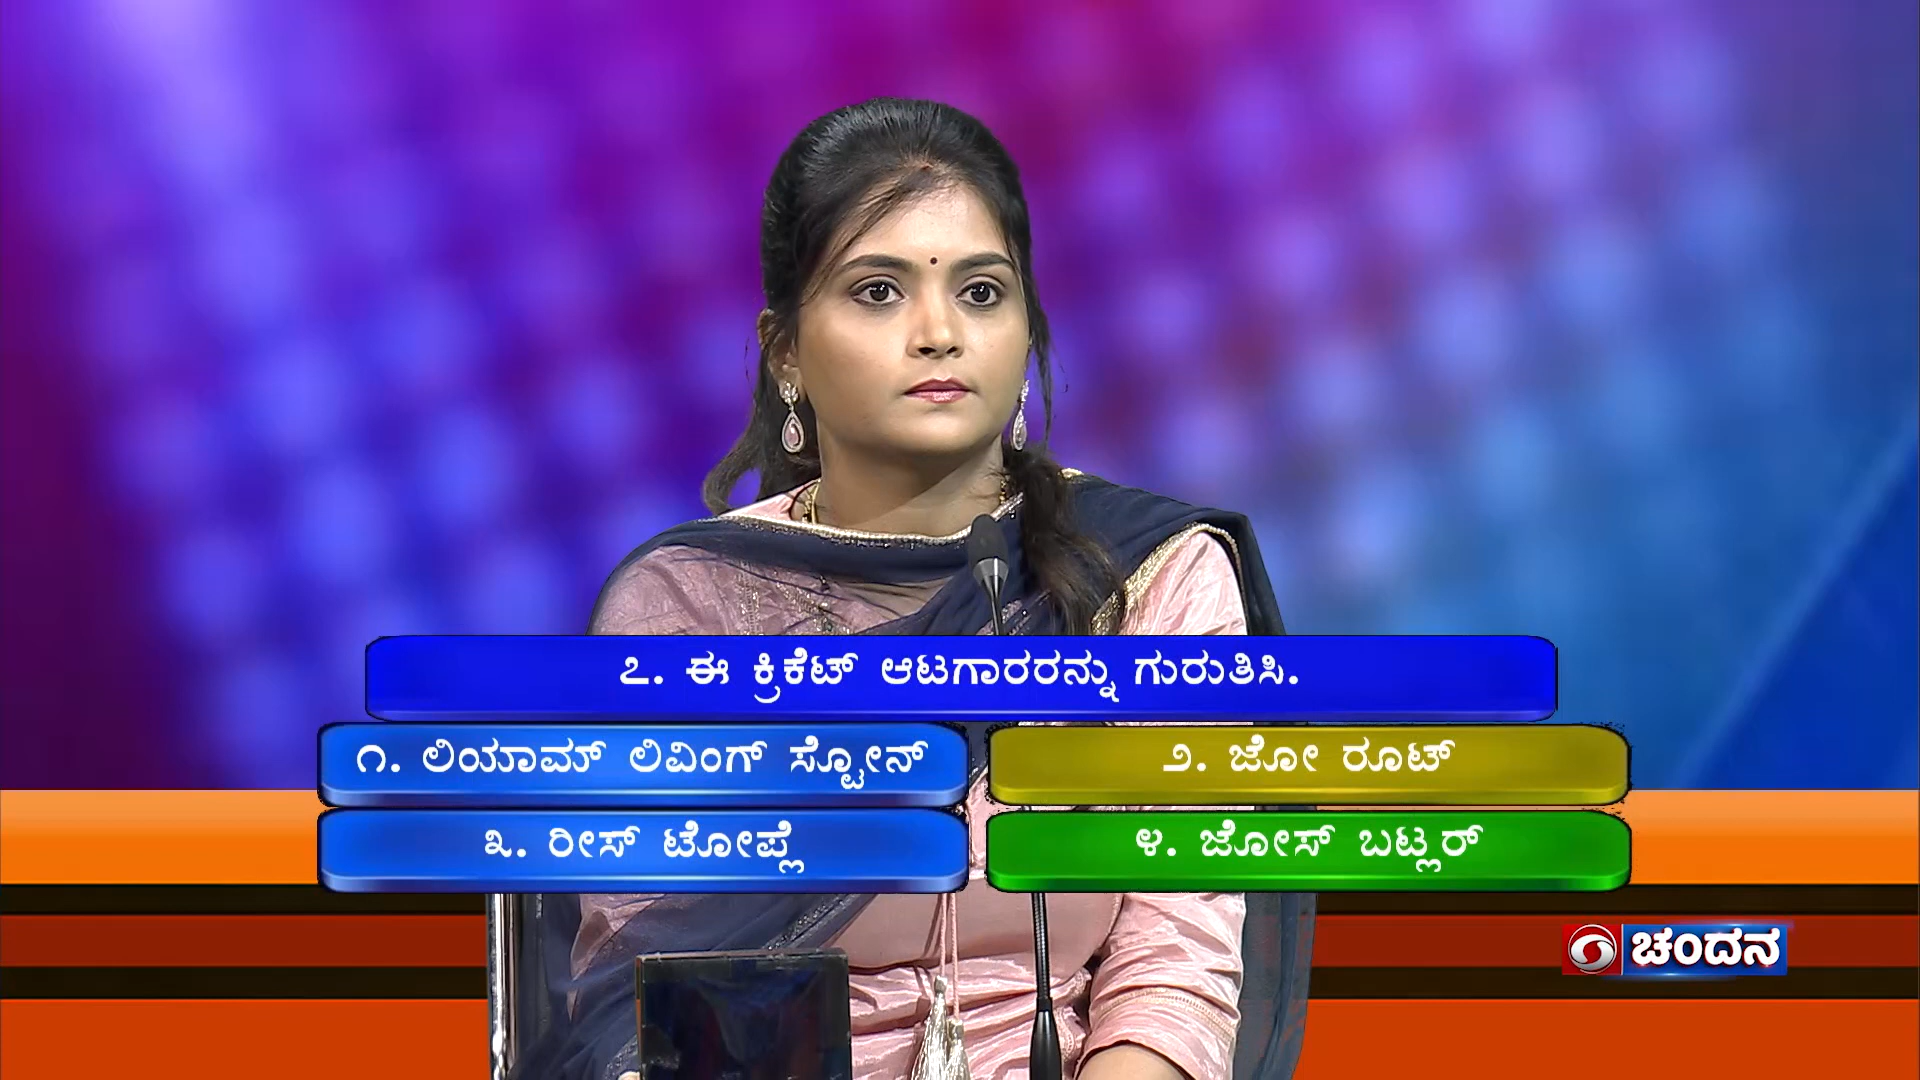 ೭. ಈ ಕ್ರಿಕೆಟ್ ಆಟಗಾರರನ್ನು ಗುರುತಿಸಿ.
೧. ಲಿಯಾಮ್ ಲಿವಿಂಗ್ ಸ್ಟೋನ್
೨. ಜೋ ರೂಟ್
೩. ರೀಸ್ ಟೋಪ್ಲೆ
೪. ಜೋಸ್ ಬಟ್ಲರ್
ಚಂದನ